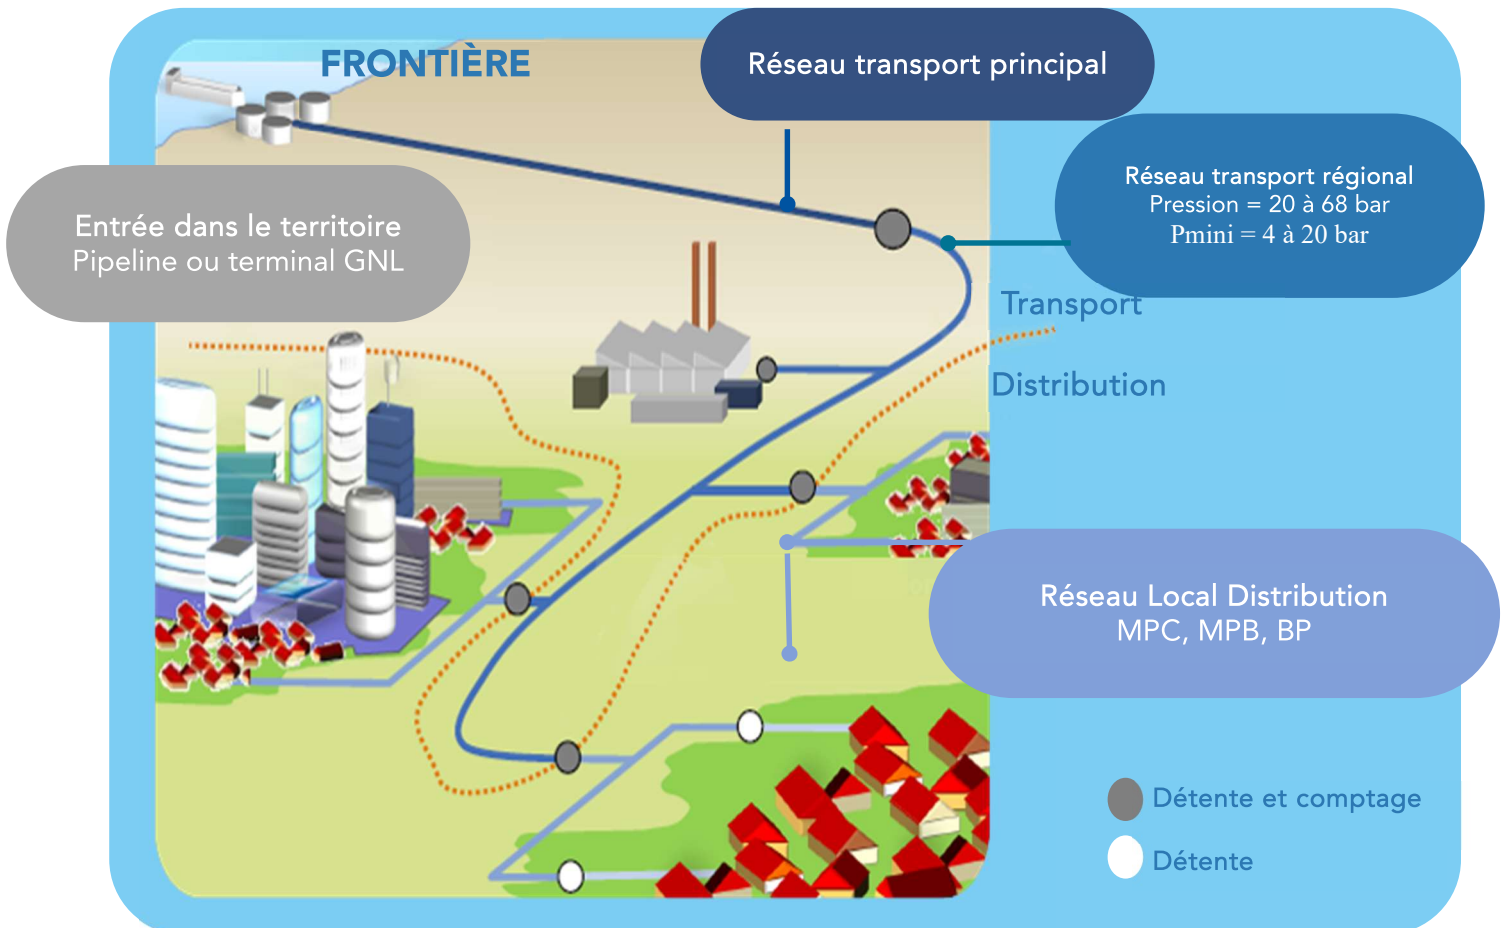 FRONTIÈRE
Réseau transport principal
Réseau transport régional
Pression = 20 à 68 bar
Pmini = 4 à 20 bar
Entrée dans le territoire
Pipeline ou terminal GNL
Transport
Distribution
Réseau Local Distribution
MPC, MPB, BP
Détente et comptage
Détente